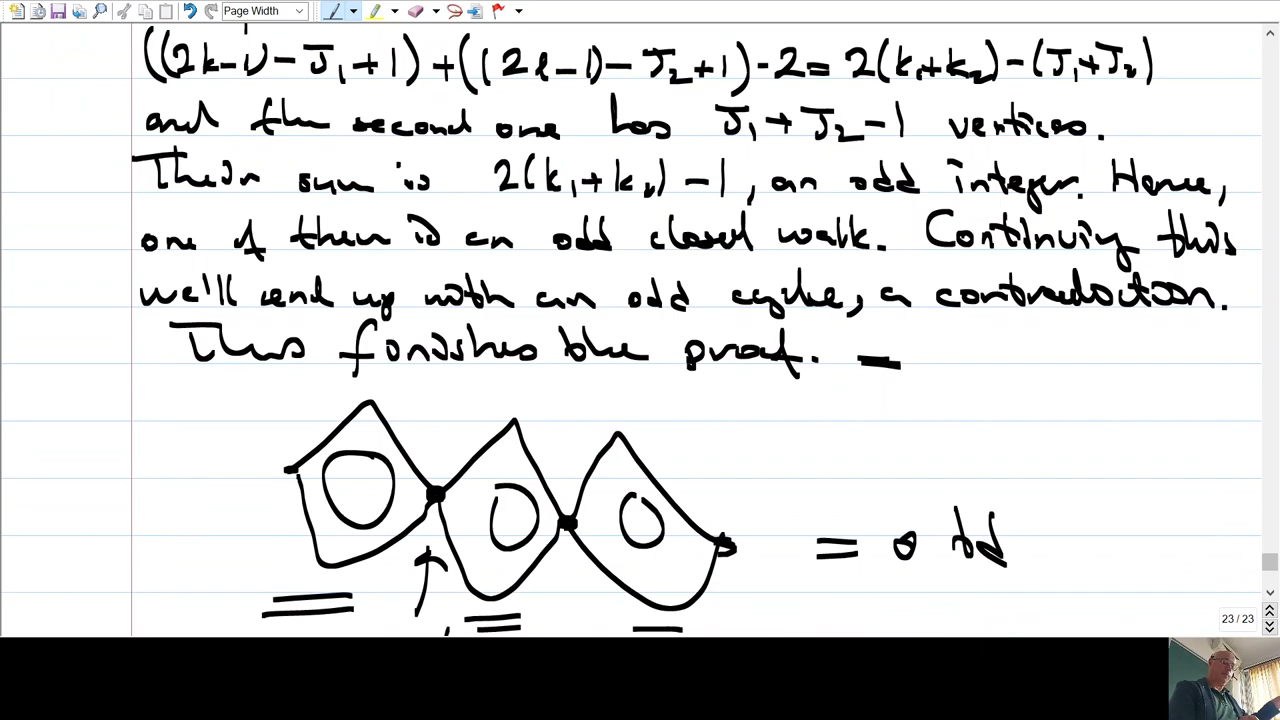 Page Width
((2k-1) - J₁ + 1) + ((2l-1) - J₂ + 1) - 2 = 2(k₁+k₂) - (J₁+J₂)
and the second one has J₁ + J₂ - 1 vertices.
Their sum is 2(k₁+k₂) - 1, an odd integer. Hence,
one of them is an odd closed walk. Continuing this
we'll end up with an odd cycle, a contradiction.
This finishes the proof.
= odd
23 / 23